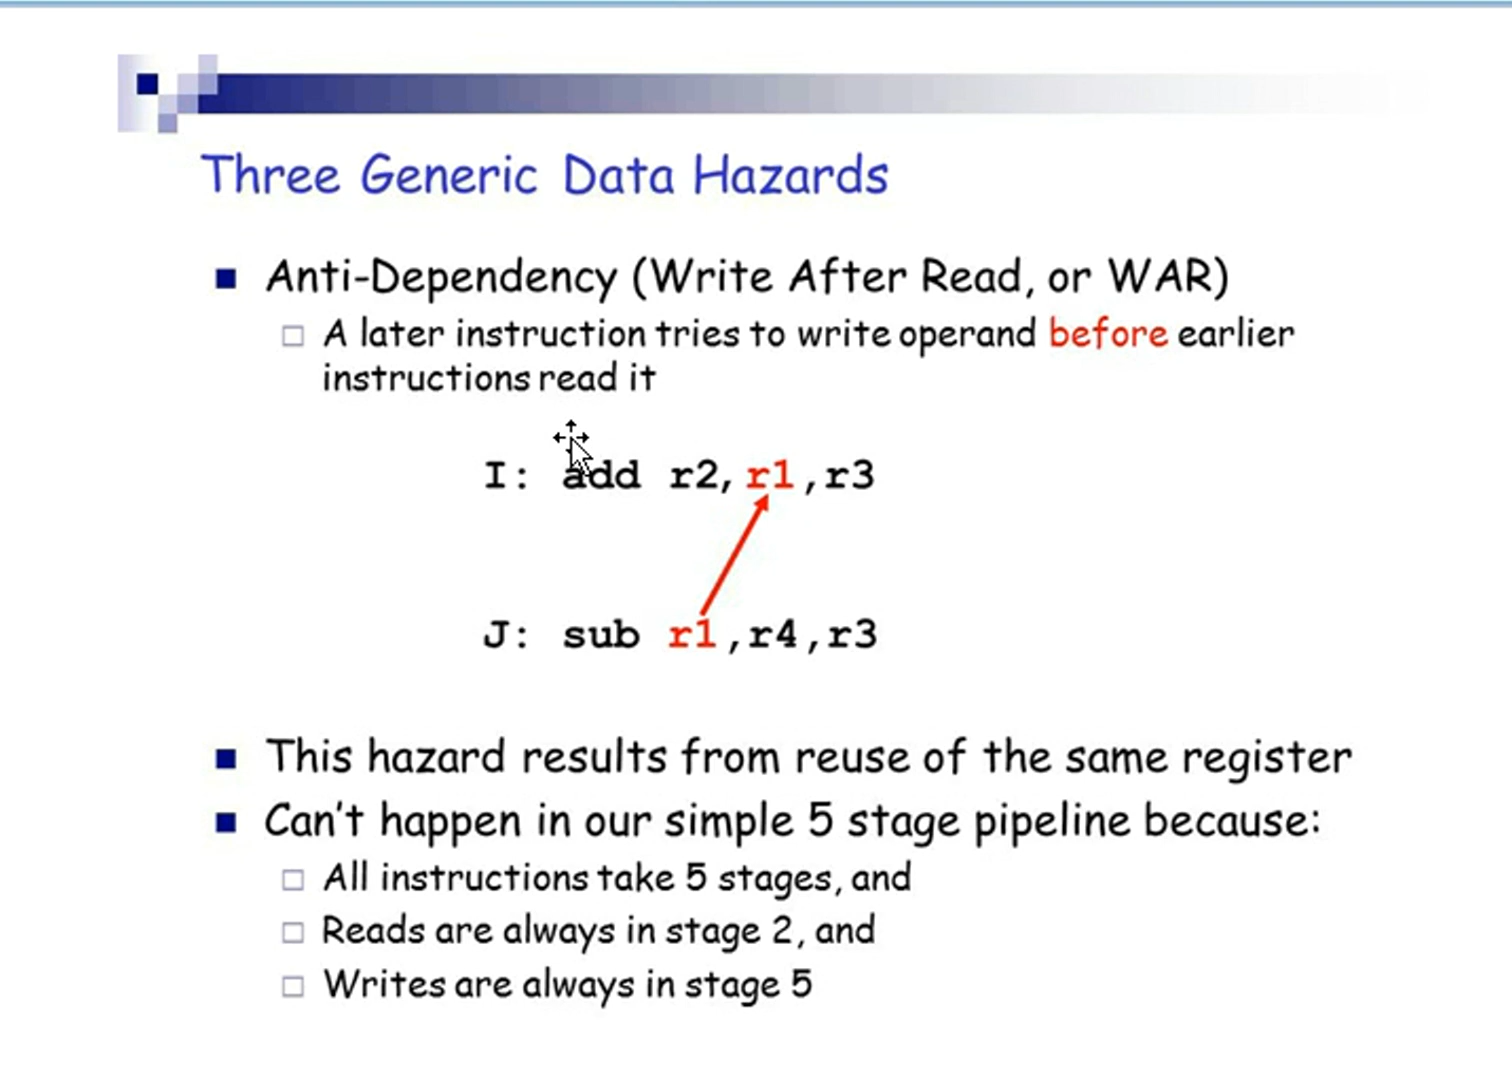 Three Generic Data Hazards
Anti-Dependency (Write After Read, or WAR)
A later instruction tries to write operand before earlier
instructions read it
I: add r2,r1,r3
J: sub r1,r4,r3
This hazard results from reuse of the same register
Can't happen in our simple 5 stage pipeline because:
All instructions take 5 stages, and
Reads are always in stage 2, and
Writes are always in stage 5